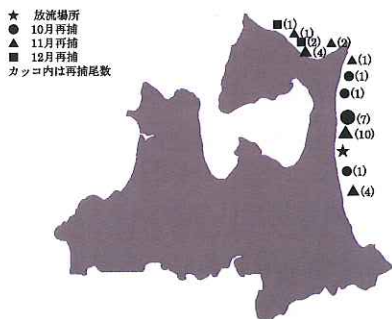 ★ 放流場所
● 10月再捕
▲ 11月再捕
■ 12月再捕
カッコ内は再捕尾数
(1)
(1)
(2)
(2)
(4)
(1)
(1)
(1)
(7)
(10)
(1)
(4)